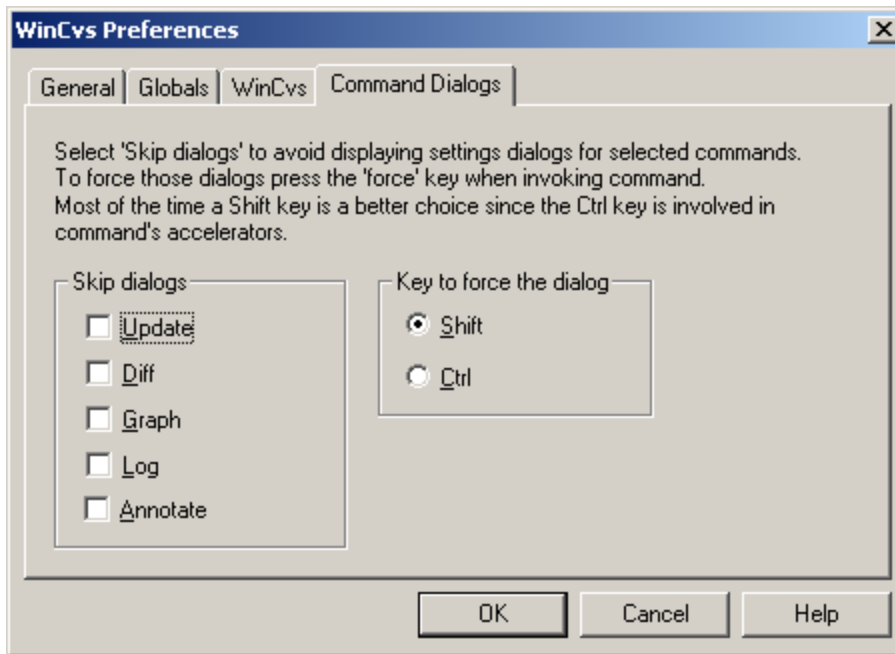 WinCvs Preferences
General Globals WinCvs Command Dialogs
Select 'Skip dialogs' to avoid displaying settings dialogs for selected commands.
To force those dialogs press the 'force' key when invoking command.
Most of the time a Shift key is a better choice since the Ctrl key is involved in
command's accelerators.
Skip dialogs
Update
Diff
Graph
Log
Annotate
Key to force the dialog
Shift
Ctrl
OK Cancel Help